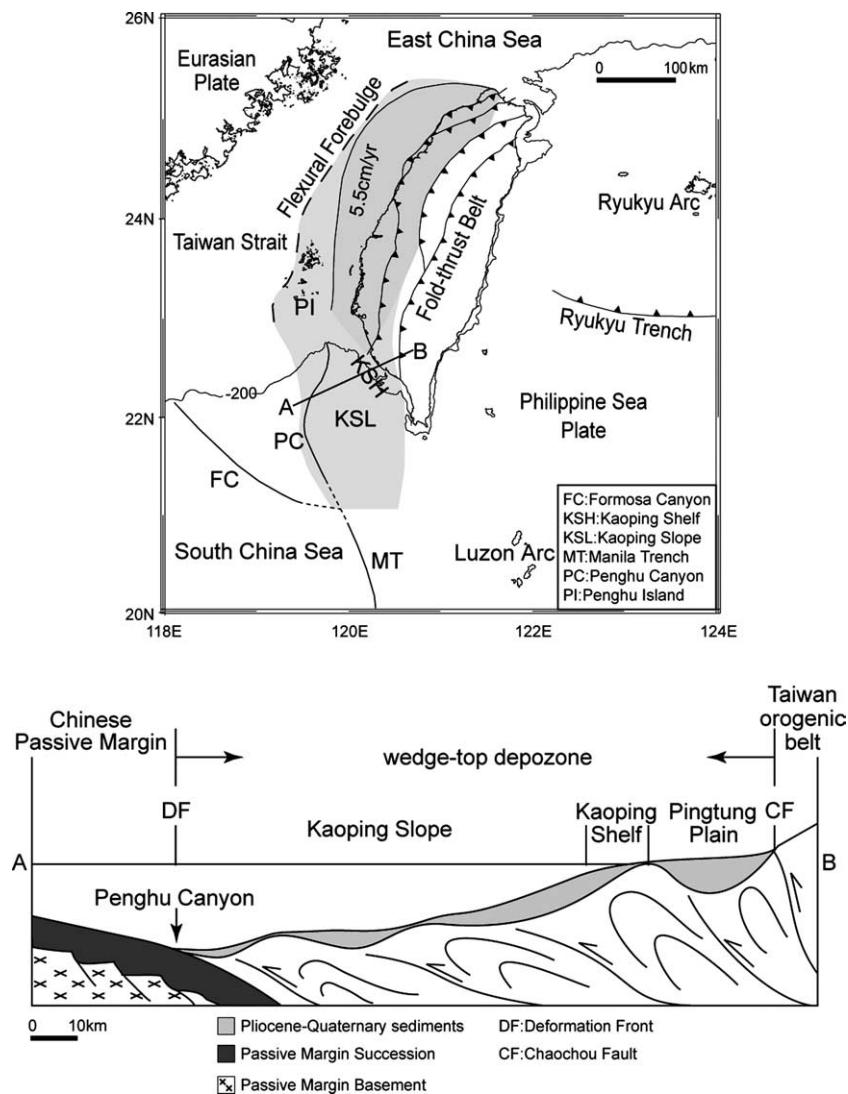 26N
East China Sea
Eurasian
Plate
0 100km
Flexural Forebulge
5.5cm/yr
24N
Fold-thrust Belt
Ryukyu Arc
Taiwan Strait
PI
Ryukyu Trench
B
KSH
-200
A
22N
KSL
Philippine Sea
Plate
PC
FC
FC:Formosa Canyon
KSH:Kaoping Shelf
KSL:Kaoping Slope
MT:Manila Trench
PC:Penghu Canyon
PI:Penghu Island
South China Sea
MT
Luzon Arc
20N
118E 120E 122E 124E
Chinese
Passive Margin
Taiwan
orogenic
belt
wedge-top depozone
DF
Kaoping Slope
Kaoping
Shelf
Pingtung
Plain
CF
A
B
Penghu Canyon
0 10km
Pliocene-Quaternary sediments
DF:Deformation Front
Passive Margin Succession
CF:Chaochou Fault
Passive Margin Basement